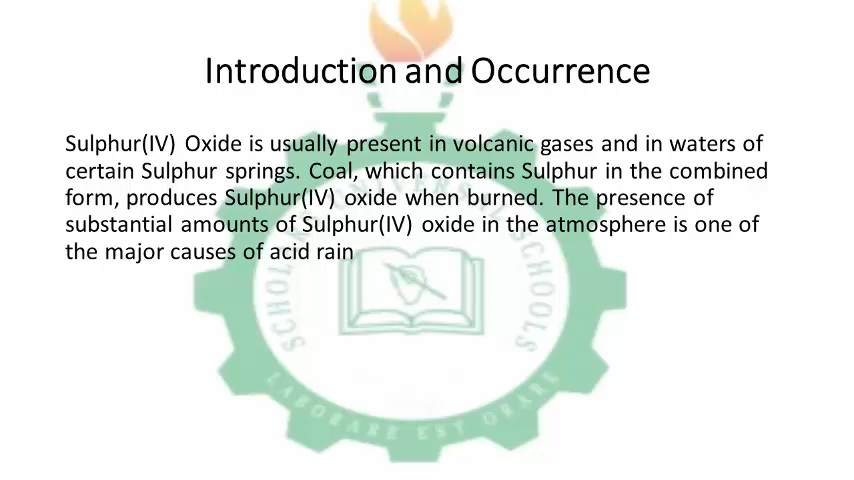 Introduction and Occurrence
Sulphur(IV) Oxide is usually present in volcanic gases and in waters of
certain Sulphur springs. Coal, which contains Sulphur in the combined
form, produces Sulphur(IV) oxide when burned. The presence of
substantial amounts of Sulphur(IV) oxide in the atmosphere is one of
the major causes of acid rain
SCHOOLS
LABORARE EST ORARE